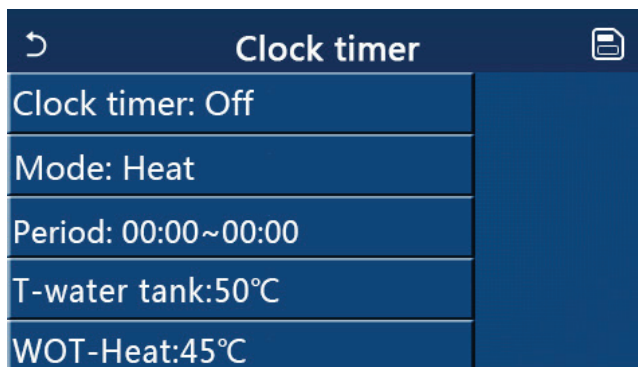 Clock timer
Clock timer: Off
Mode: Heat
Period: 00:00~00:00
T-water tank:50℃
WOT-Heat:45℃